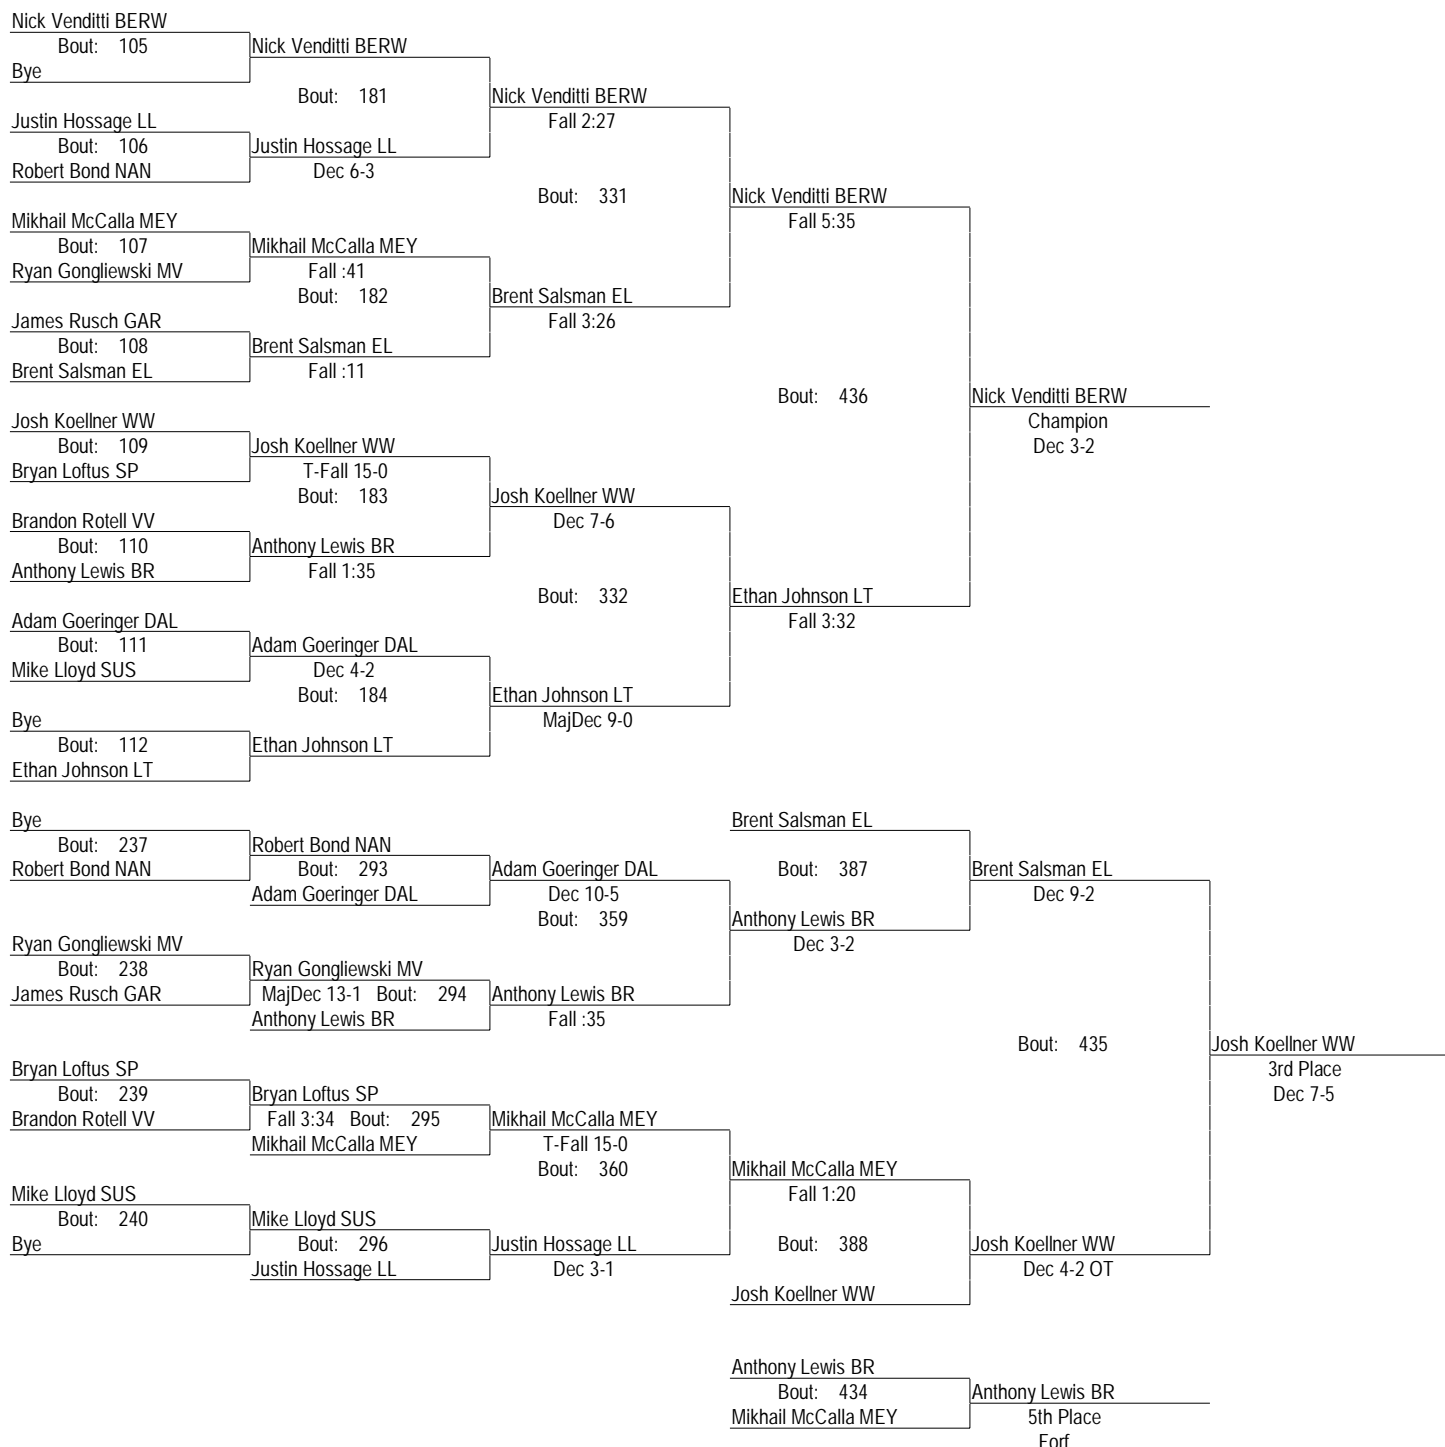 Nick Venditti BERW
Bout: 105
Nick Venditti BERW
Bye
Bout: 181
Nick Venditti BERW
Justin Hossage LL
Fall 2:27
Bout: 106
Justin Hossage LL
Robert Bond NAN
Dec 6-3
Bout: 331
Nick Venditti BERW
Mikhail McCalla MEY
Fall 5:35
Bout: 107
Mikhail McCalla MEY
Ryan Gongliewski MV
Fall :41
Bout: 182
Brent Salsman EL
James Rusch GAR
Fall 3:26
Bout: 108
Brent Salsman EL
Brent Salsman EL
Fall :11
Bout: 436
Nick Venditti BERW
Josh Koellner WW
Champion
Bout: 109
Josh Koellner WW
Dec 3-2
Bryan Loftus SP
T-Fall 15-0
Bout: 183
Josh Koellner WW
Brandon Rotell VV
Dec 7-6
Bout: 110
Anthony Lewis BR
Anthony Lewis BR
Fall 1:35
Bout: 332
Ethan Johnson LT
Adam Goeringer DAL
Fall 3:32
Bout: 111
Adam Goeringer DAL
Mike Lloyd SUS
Dec 4-2
Bout: 184
Ethan Johnson LT
Bye
MajDec 9-0
Bout: 112
Ethan Johnson LT
Ethan Johnson LT
Bye
Brent Salsman EL
Bout: 237
Robert Bond NAN
Robert Bond NAN
Bout: 293
Adam Goeringer DAL
Bout: 387
Brent Salsman EL
Adam Goeringer DAL
Dec 10-5
Dec 9-2
Bout: 359
Anthony Lewis BR
Ryan Gongliewski MV
Dec 3-2
Bout: 238
Ryan Gongliewski MV
James Rusch GAR
MajDec 13-1 Bout: 294
Anthony Lewis BR
Anthony Lewis BR
Fall :35
Bout: 435
Josh Koellner WW
Bryan Loftus SP
3rd Place
Bout: 239
Bryan Loftus SP
Dec 7-5
Brandon Rotell VV
Fall 3:34 Bout: 295
Mikhail McCalla MEY
Mikhail McCalla MEY
T-Fall 15-0
Bout: 360
Mikhail McCalla MEY
Mike Lloyd SUS
Fall 1:20
Bout: 240
Mike Lloyd SUS
Bye
Bout: 296
Justin Hossage LL
Bout: 388
Josh Koellner WW
Justin Hossage LL
Dec 3-1
Dec 4-2 OT
Josh Koellner WW
Anthony Lewis BR
Bout: 434
Anthony Lewis BR
Mikhail McCalla MEY
5th Place
Forf